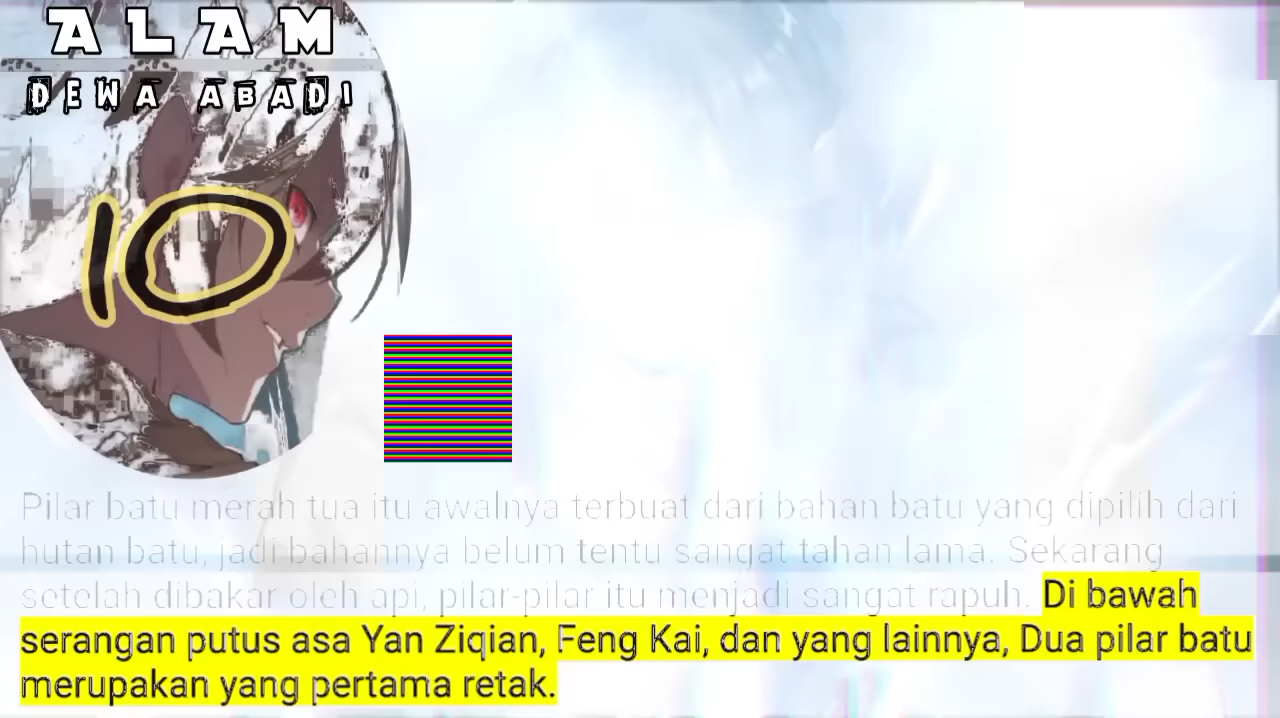 ALAM
DEWA ABADI
10
Pilar batu merah tua itu awalnya terbuat dari bahan batu yang dipilih dari
hutan batu, jadi bahannya belum tentu sangat tahan lama. Sekarang
setelah dibakar oleh api, pilar-pilar itu menjadi sangat rapuh. Di bawah
serangan putus asa Yan Ziqian, Feng Kai, dan yang lainnya, Dua pilar batu
merupakan yang pertama retak.